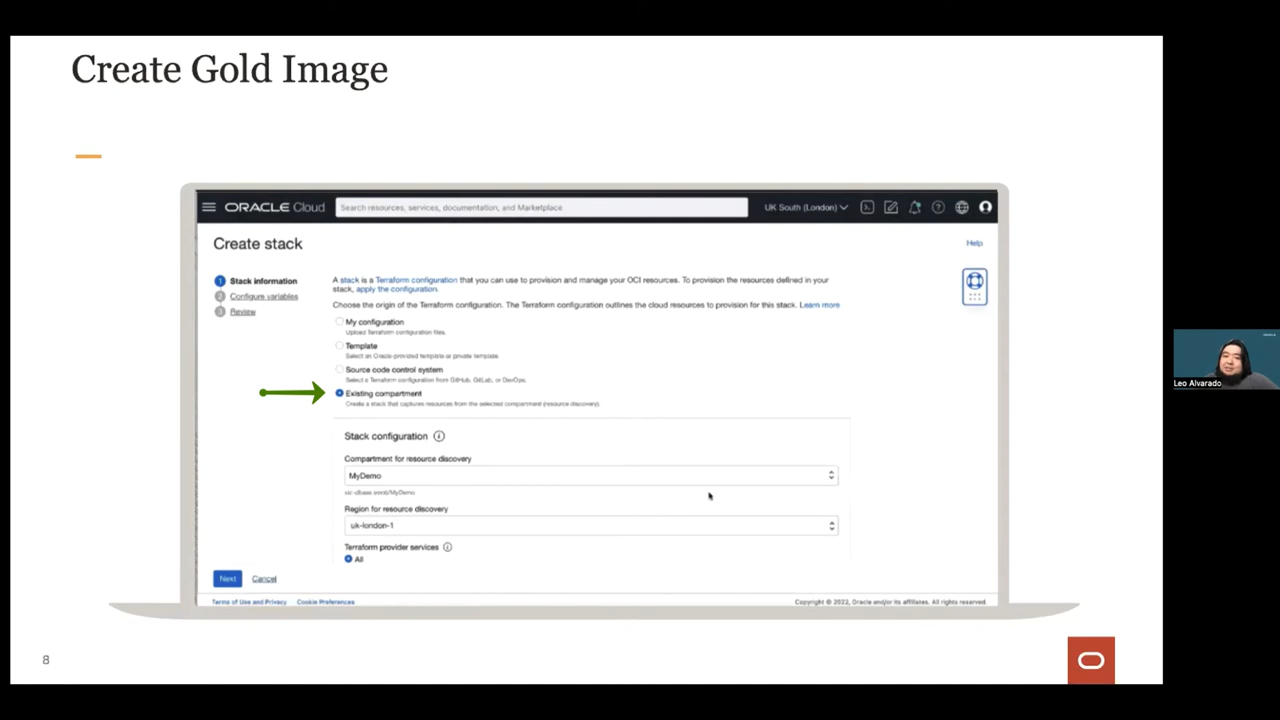 Create Gold Image
ORACLE Cloud
Search resources, services, documentation, and Marketplace
UK South (London)
Create stack
Help
1 Stack information
2 Configure variables
3 Review
A stack is a Terraform configuration that you can use to provision and manage your OCI resources. To provision the resources defined in your
stack, apply the configuration.
Choose the origin of the Terraform configuration. The Terraform configuration outlines the cloud resources to provision for this stack. Learn more
My configuration
Upload Terraform configuration files.
Template
Select an Oracle-provided template or private template.
Source code control system
Select a Terraform configuration from GitHub, GitLab, or DevOps.
Existing compartment
Create a stack that captures resources from the selected compartment (resource discovery).
Stack configuration
Compartment for resource discovery
MyDemo
Region for resource discovery
uk-london-1
Terraform provider services
All
Next
Cancel
Terms of Use and Privacy
Cookie Preferences
Copyright © 2022, Oracle and/or its affiliates. All rights reserved.
8
Leo Alvarado